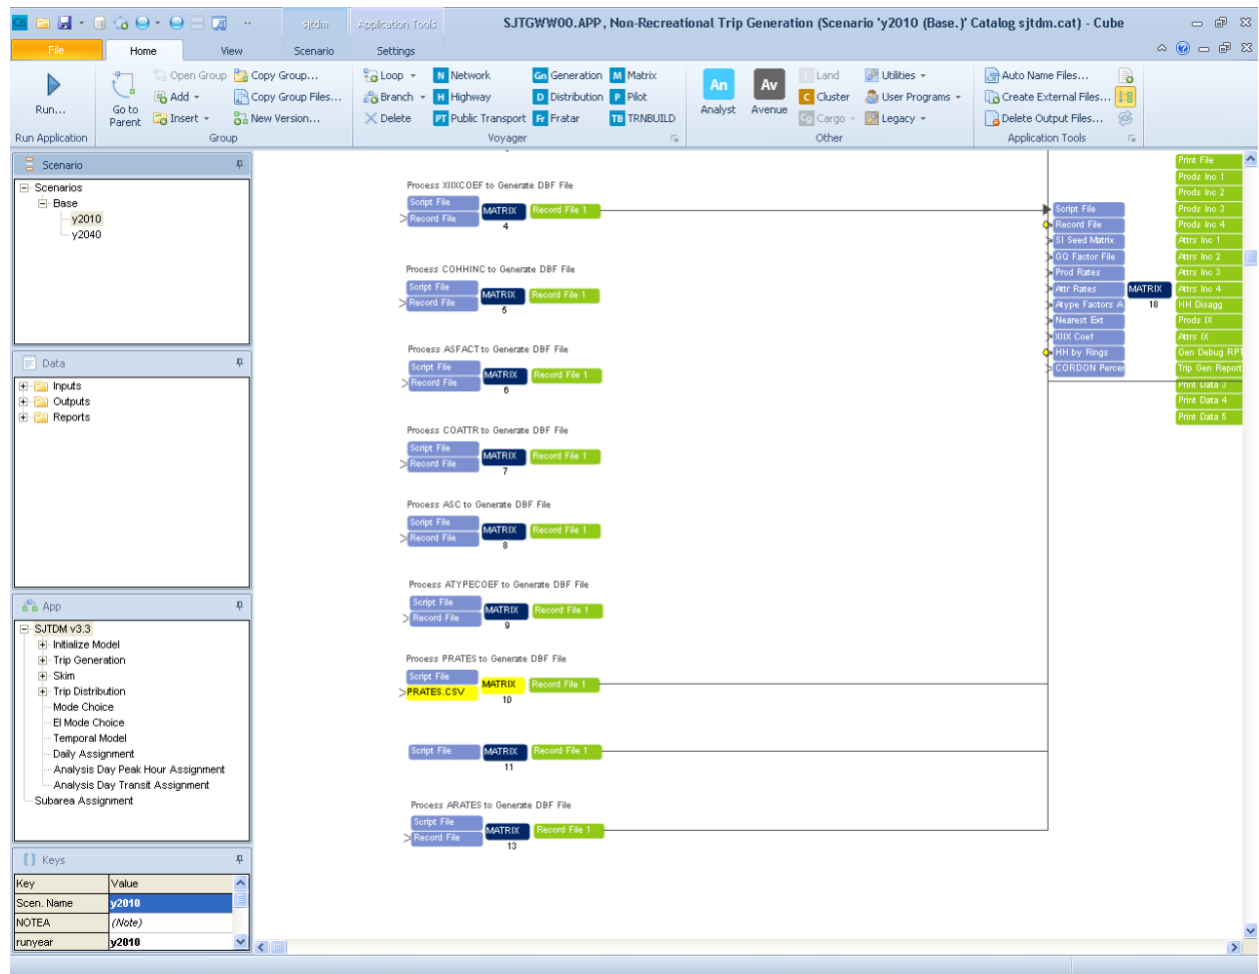 sjtdm
Application Tools
SJTGWW00.APP, Non-Recreational Trip Generation (Scenario 'y2010 (Base.)' Catalog sjtdm.cat) - Cube
File
Home
View
Scenario
Settings
Run...
Run Application
Go to Parent
Open Group
Add
Insert
Copy Group...
Copy Group Files...
New Version...
Group
Loop
Branch
Delete
N Network
H Highway
PT Public Transport
Gn Generation
D Distribution
Fr Fratar
M Matrix
P Pilot
TB TRNBUILD
Voyager
An
Analyst
Av
Avenue
L Land
C Cluster
Cg Cargo
Utilities
User Programs
Legacy
Other
Auto Name Files...
Create External Files...
Delete Output Files...
Application Tools
Scenario
Scenarios
Base
y2010
y2040
Data
Inputs
Outputs
Reports
App
SJTDM v3.3
Initialize Model
Trip Generation
Skim
Trip Distribution
Mode Choice
EI Mode Choice
Temporal Model
Daily Assignment
Analysis Day Peak Hour Assignment
Analysis Day Transit Assignment
Subarea Assignment
Keys
Key Value
Scen. Name y2010
NOTEA (Note)
runyear y2010
Process XIIXCOEF to Generate DBF File
Script File
Record File
MATRIX
4
Record File 1
Process COHHINC to Generate DBF File
Script File
Record File
MATRIX
5
Record File 1
Process ASFACT to Generate DBF File
Script File
Record File
MATRIX
6
Record File 1
Process COATTR to Generate DBF File
Script File
Record File
MATRIX
7
Record File 1
Process ASC to Generate DBF File
Script File
Record File
MATRIX
8
Record File 1
Process ATYPECOEF to Generate DBF File
Script File
Record File
MATRIX
9
Record File 1
Process PRATES to Generate DBF File
Script File
PRATES.CSV
MATRIX
10
Record File 1
Script File
MATRIX
11
Record File 1
Process ARATES to Generate DBF File
Script File
Record File
MATRIX
13
Record File 1
Script File
Record File
SI Seed Matrix
GQ Factor File
Prod Rates
Attr Rates
Atype Factors A
Nearest Ext
XIIX Coef
HH by Rings
CORDON Percer
MATRIX
18
Print File
Prods Inc 1
Prods Inc 2
Prods Inc 3
Prods Inc 4
Attrs Inc 1
Attrs Inc 2
Attrs Inc 3
Attrs Inc 4
HH Disagg
Prods IX
Attrs IX
Gen Debug RPT
Trip Gen Report
Print Data 3
Print Data 4
Print Data 5